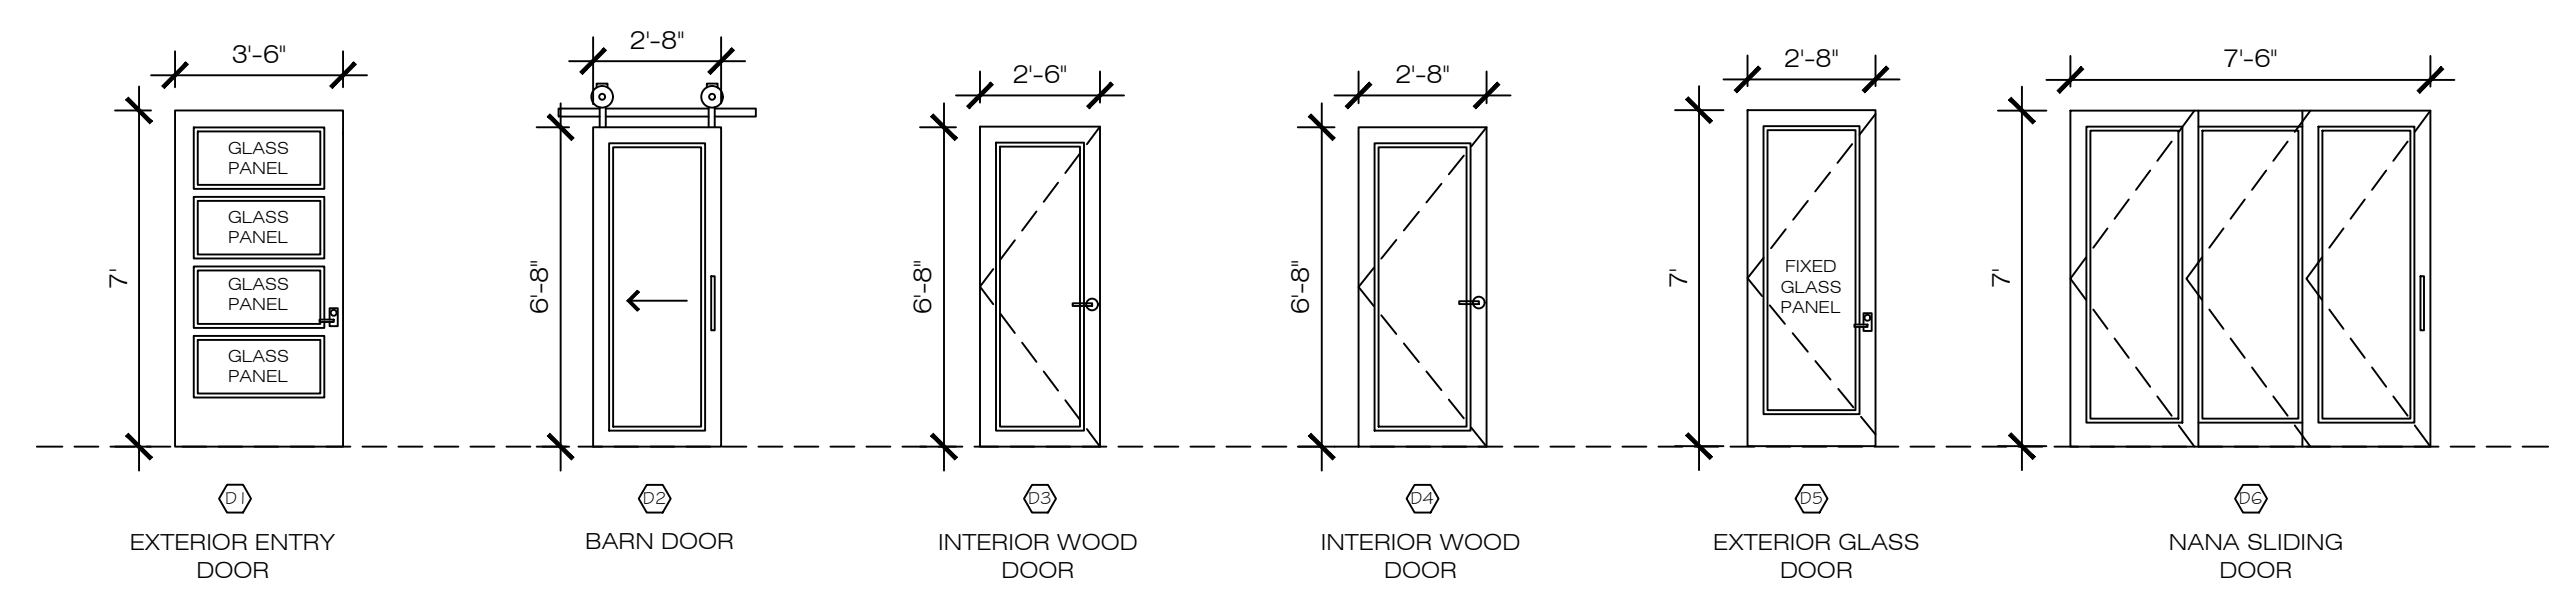 3'-6"
7'
GLASS
PANEL
GLASS
PANEL
GLASS
PANEL
GLASS
PANEL
D1
EXTERIOR ENTRY
DOOR
2'-8"
6'-8"
D2
BARN DOOR
2'-6"
6'-8"
D3
INTERIOR WOOD
DOOR
2'-8"
6'-8"
D4
INTERIOR WOOD
DOOR
2'-8"
7'
FIXED
GLASS
PANEL
D5
EXTERIOR GLASS
DOOR
7'-6"
7'
D6
NANA SLIDING
DOOR